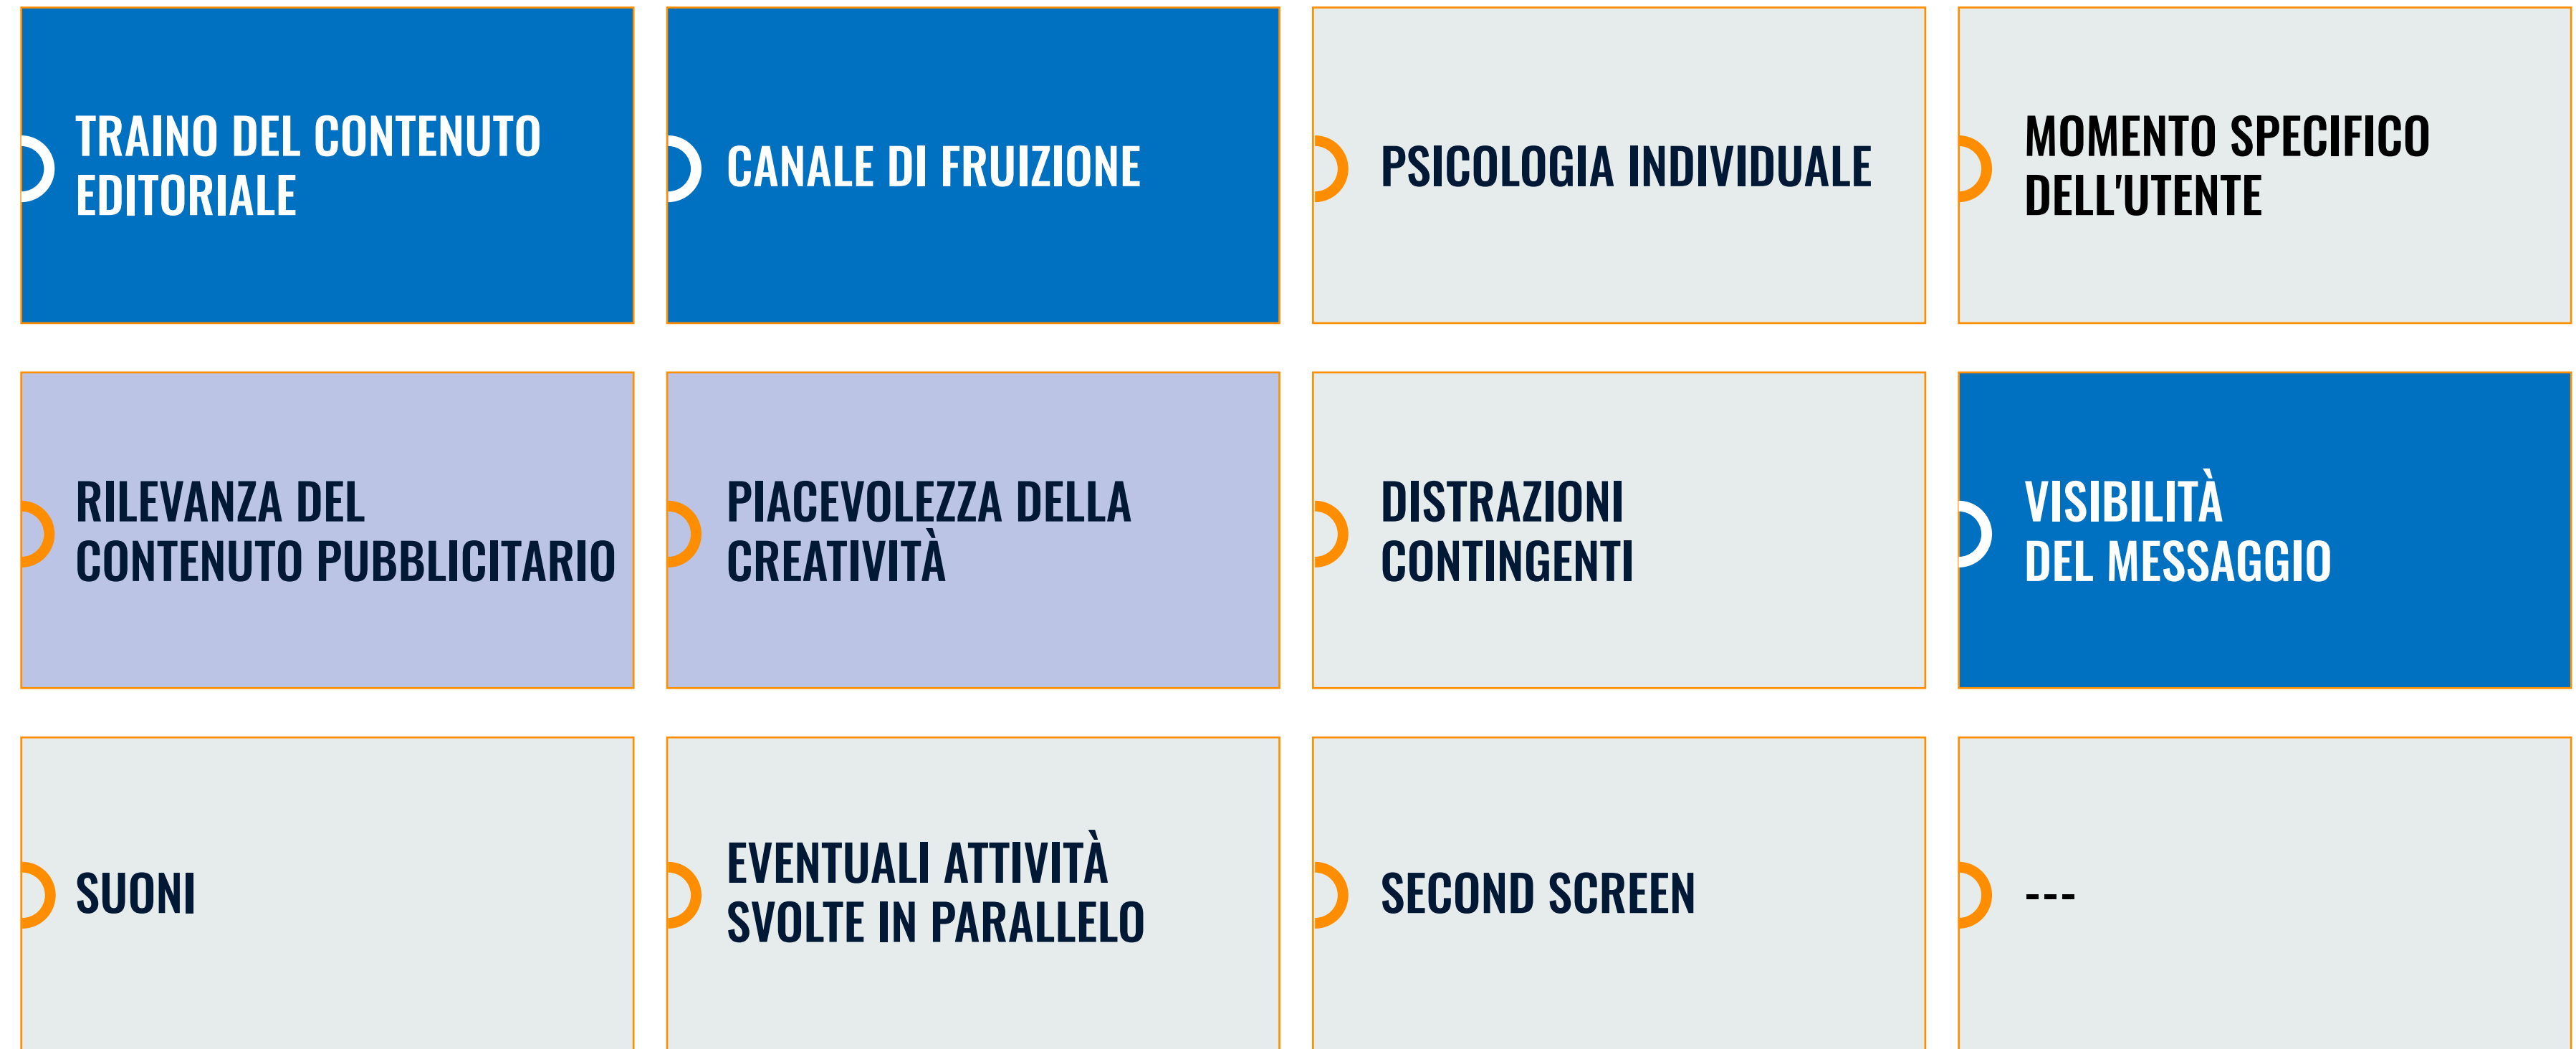 TRAINO DEL CONTENUTO
EDITORIALE
CANALE DI FRUIZIONE
PSICOLOGIA INDIVIDUALE
MOMENTO SPECIFICO
DELL'UTENTE
RILEVANZA DEL
CONTENUTO PUBBLICITARIO
PIACEVOLEZZA DELLA
CREATIVITÀ
DISTRAZIONI
CONTINGENTI
VISIBILITÀ
DEL MESSAGGIO
SUONI
EVENTUALI ATTIVITÀ
SVOLTE IN PARALLELO
SECOND SCREEN
---